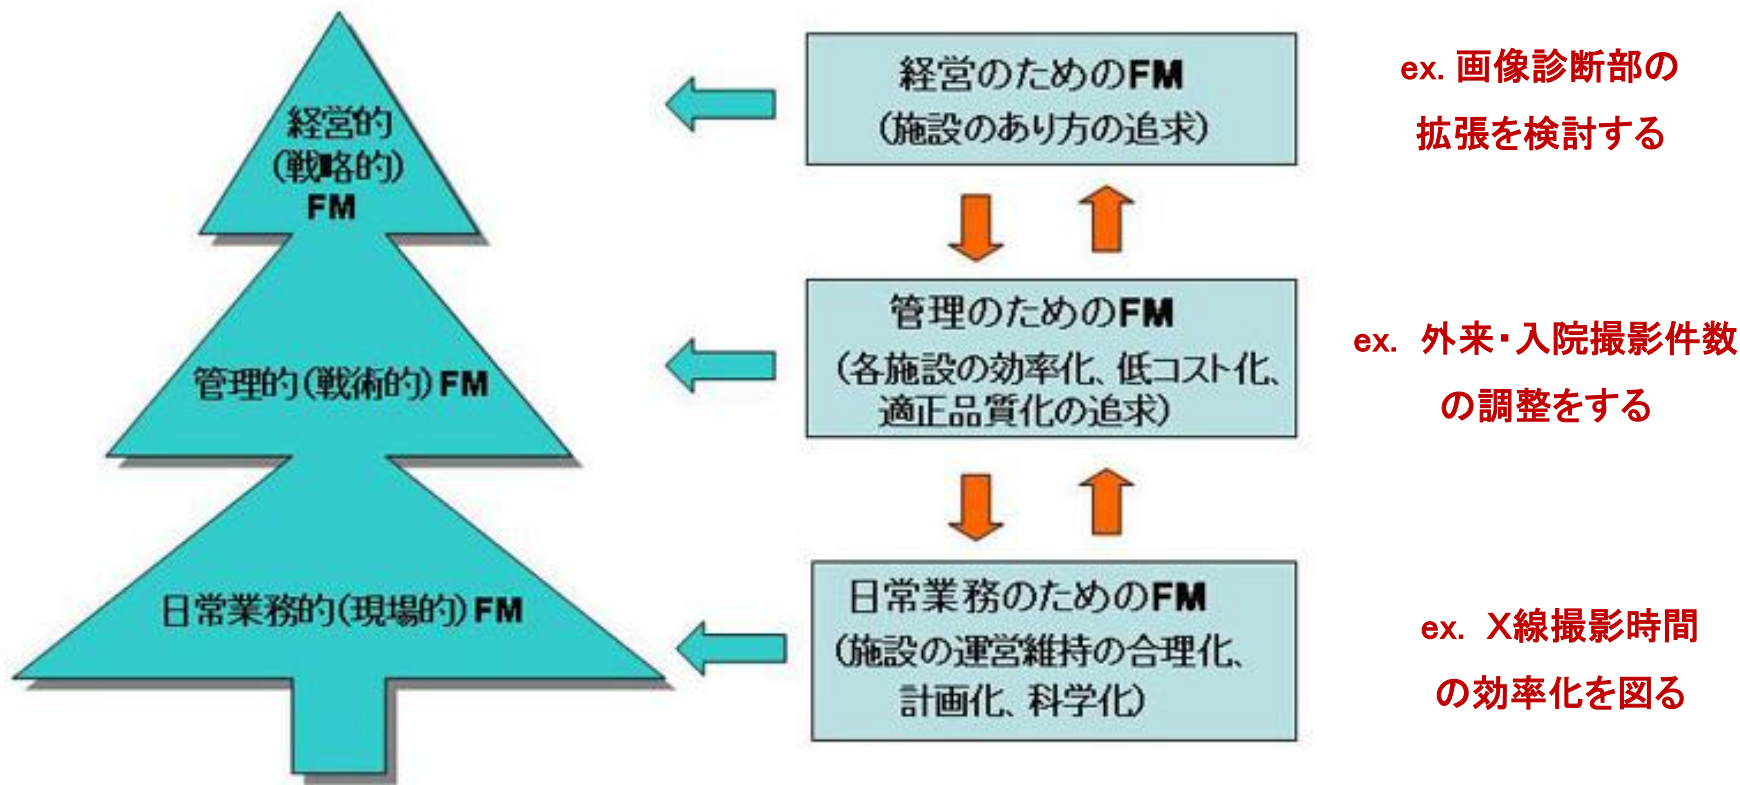 経営的
(戦略的)
FM
管理的(戦術的)FM
日常業務的(現場的)FM
経営のためのFM
(施設のあり方の追求)
管理のためのFM
(各施設の効率化、低コスト化、
適正品質化の追求)
日常業務のためのFM
(施設の運営維持の合理化、
計画化、科学化)
ex. 画像診断部の
拡張を検討する
ex. 外来・入院撮影件数
の調整をする
ex. X線撮影時間
の効率化を図る